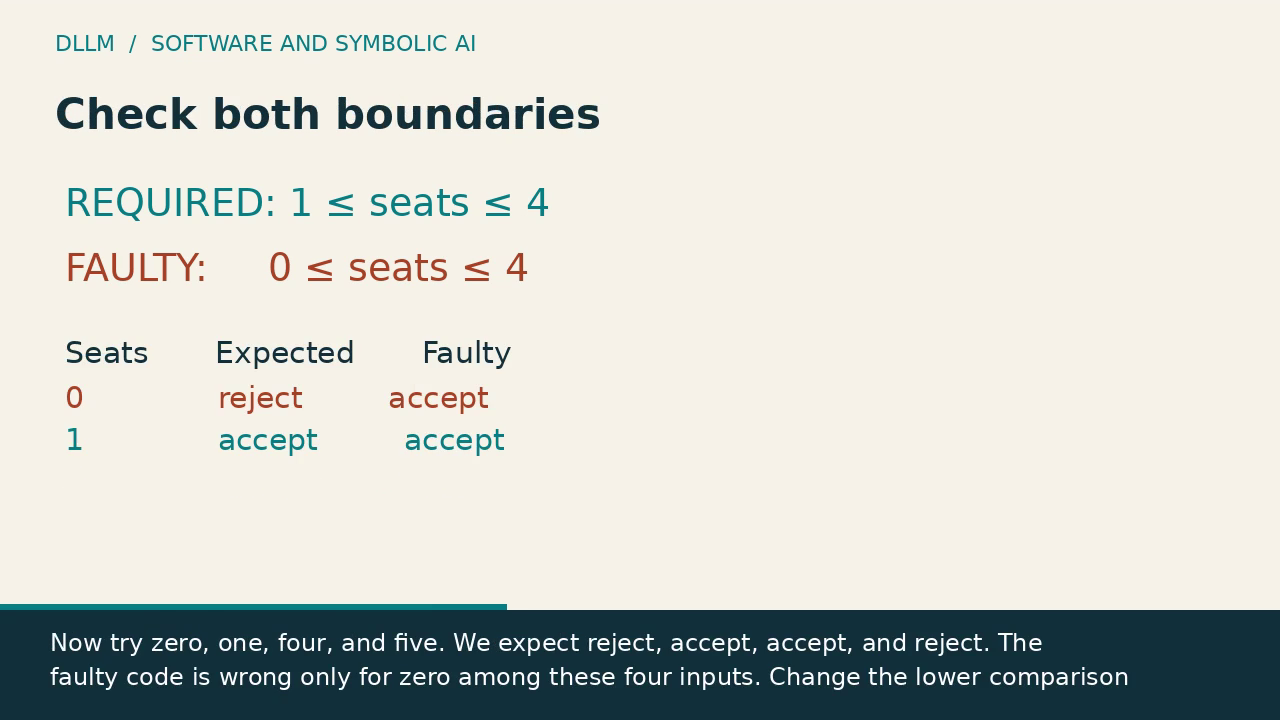 DLLM / SOFTWARE AND SYMBOLIC AI
Check both boundaries
REQUIRED: 1 ≤ seats ≤ 4
FAULTY: 0 ≤ seats ≤ 4
Seats Expected Faulty
0 reject accept
1 accept accept
Now try zero, one, four, and five. We expect reject, accept, accept, and reject. The
faulty code is wrong only for zero among these four inputs. Change the lower comparison